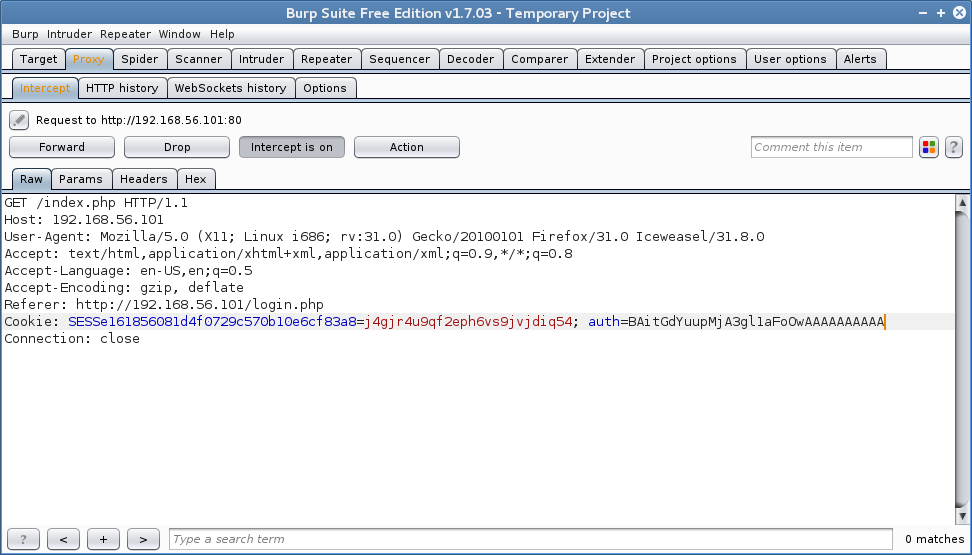 Burp Suite Free Edition v1.7.03 - Temporary Project
Burp Intruder Repeater Window Help
Target Proxy Spider Scanner Intruder Repeater Sequencer Decoder Comparer Extender Project options User options Alerts
Intercept HTTP history WebSockets history Options
Request to http://192.168.56.101:80
Forward Drop Intercept is on Action Comment this item ?
Raw Params Headers Hex
GET /index.php HTTP/1.1
Host: 192.168.56.101
User-Agent: Mozilla/5.0 (X11; Linux i686; rv:31.0) Gecko/20100101 Firefox/31.0 Iceweasel/31.8.0
Accept: text/html,application/xhtml+xml,application/xml;q=0.9,*/*;q=0.8
Accept-Language: en-US,en;q=0.5
Accept-Encoding: gzip, deflate
Referer: http://192.168.56.101/login.php
Cookie: SESSe161856081d4f0729c570b10e6cf83a8=j4gjr4u9qf2eph6vs9jvjdiq54; auth=BAitGdYuupMjA3gl1aFoOwAAAAAAAAAA
Connection: close
? < + > Type a search term 0 matches